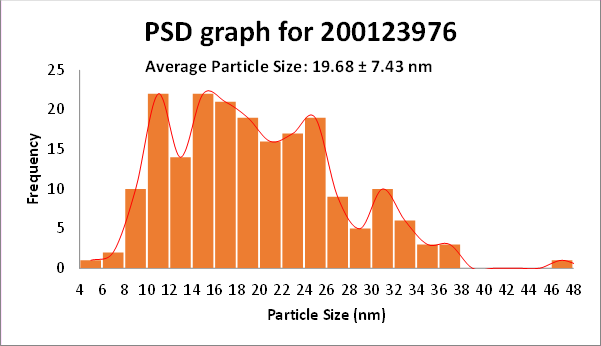 PSD graph for 200123976
Average Particle Size: 19.68 ± 7.43 nm
25
20
15
10
5
0
Frequency
4 6 8 10 12 14 16 18 20 22 24 26 28 30 32 34 36 38 40 42 44 46 48
Particle Size (nm)